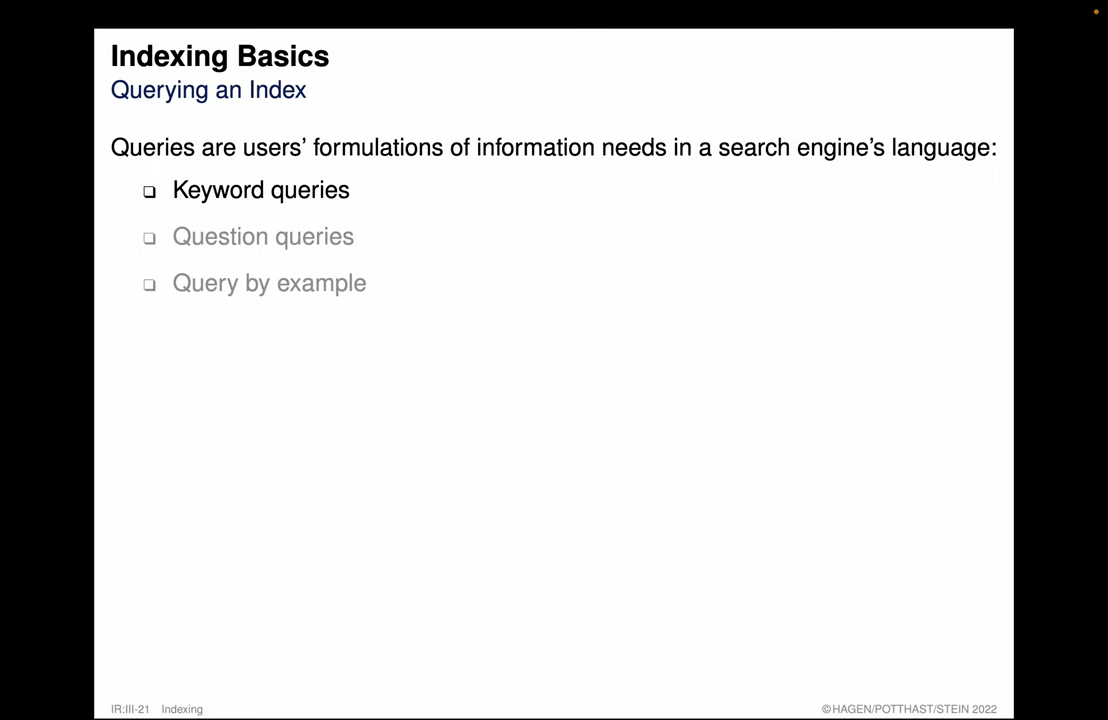 Indexing Basics
Querying an Index
Queries are users’ formulations of information needs in a search engine’s language:
❑ Keyword queries
❑ Question queries
❑ Query by example
IR:III-21 Indexing
©HAGEN/POTTHAST/STEIN 2022